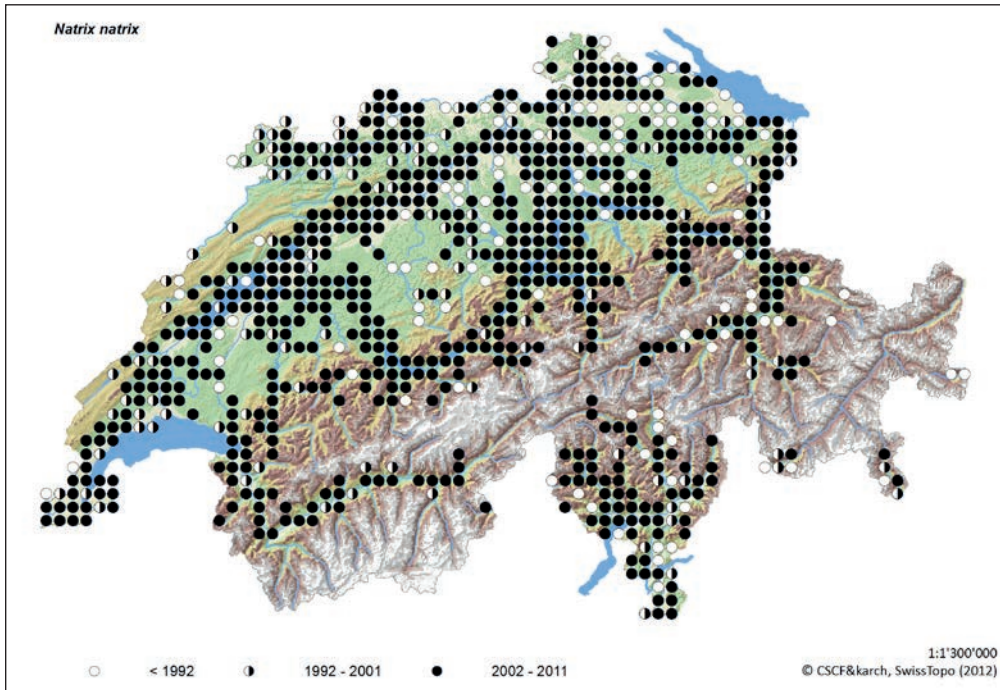 Natrix natrix
1:1'300'000
< 1992 1992 - 2001 2002 - 2011 © CSCF&karch, SwissTopo (2012)